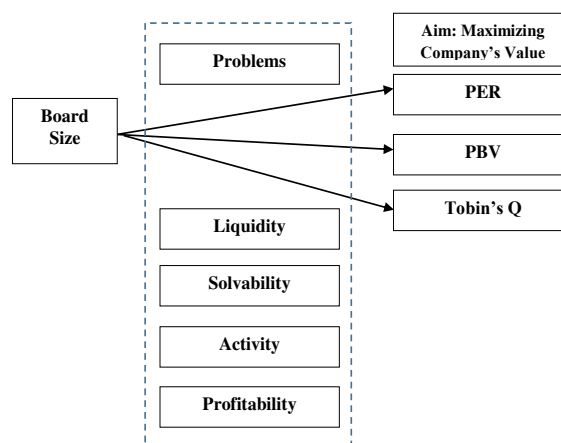 Problems
Aim: Maximizing
Company's Value
PER
Board
Size
PBV
Tobin's Q
Liquidity
Solvability
Activity
Profitability